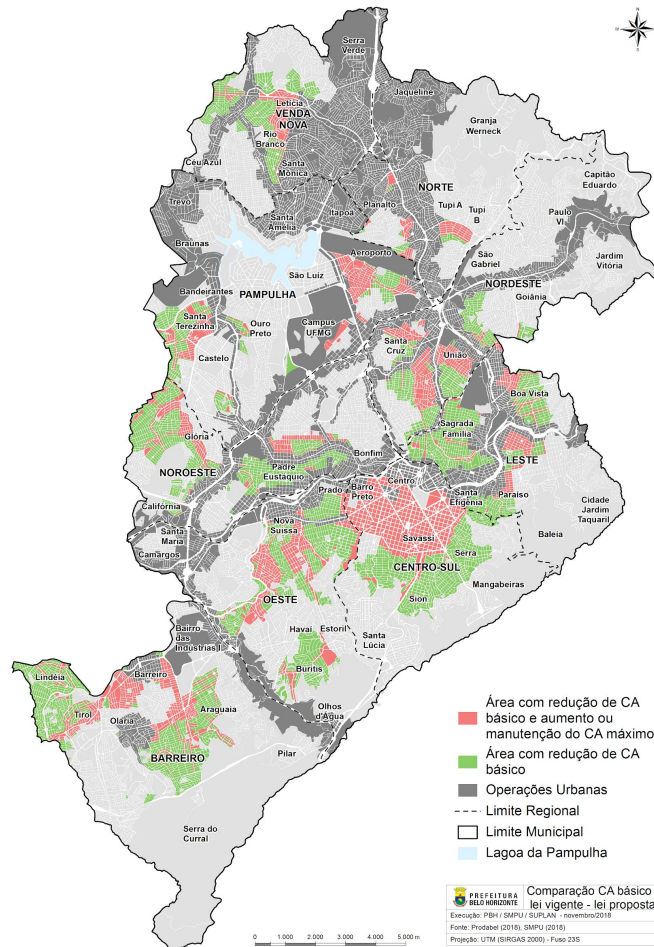 N
W
E
S
Serra
Verde
Jaqueline
Letícia
VENDA
NOVA
Rio
Branco
Granja
Werneck
Céu Azul
Santa
Mônica
NORTE
Capitão
Eduardo
Trevo
Planalto
Tupi A
Tupi
B
Santa
Amélia
Itapoã
Paulo
VI
Braunas
Aeroporto
São
Gabriel
Jardim
Vitória
São Luiz
NORDESTE
Bandeirantes
PAMPULHA
Goiânia
Santa
Terezinha
Ouro
Preto
Campus
UFMG
Santa
Cruz
União
Castelo
Boa Vista
Sagrada
Família
Glória
Bonfim
LESTE
NOROESTE
Padre
Eustaquio
Centro
Prado
Barro
Preto
Santa
Efigênia
Paraiso
Califórnia
Nova
Suissa
Cidade
Jardim
Taquaril
Santa
Maria
Savassi
Baleia
Camargos
Serra
CENTRO-SUL
Mangabeiras
OESTE
Sion
Havaí
Estoril
Santa
Lúcia
Bairro
das
Industrias I
Buritis
Lindéia
Barreiro
Tirol
Araguaia
Olaria
Olhos
d'Água
BARREIRO
Pilar
Serra do
Curral
Área com redução de CA
básico e aumento ou
manutenção do CA máximo
Área com redução de CA
básico
Operações Urbanas
Limite Regional
Limite Municipal
Lagoa da Pampulha
PREFEITURA
BELO HORIZONTE
Comparação CA básico
lei vigente - lei proposta
Execução: PBH / SMPU / SUPLAN - novembro/2018
Fonte: Prodabel (2018), SMPU (2018)
Projeção: UTM (SIRGAS 2000) - Fuso 23S
0 1.000 2.000 3.000 4.000 5.000 m